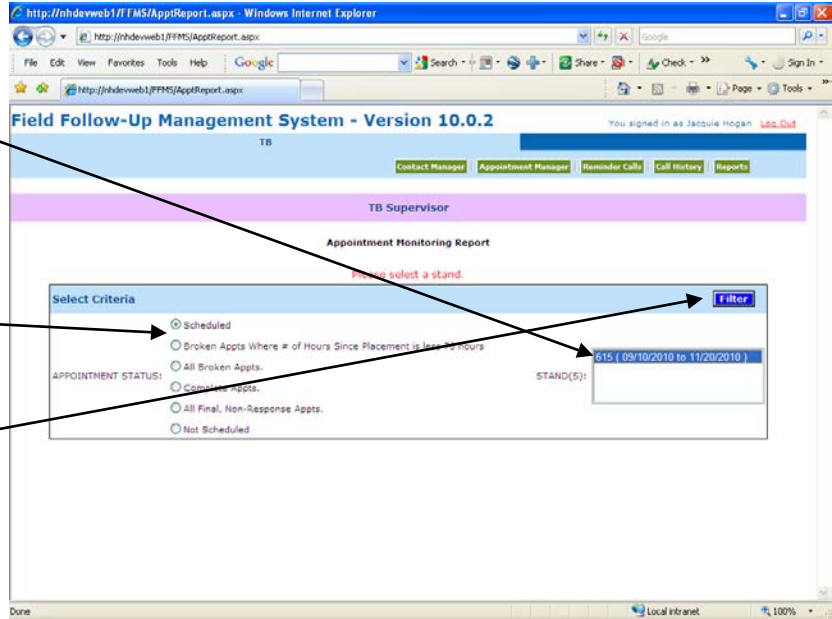 http://nhdevweb1/FFMS/ApptReport.aspx - Windows Internet Explorer
http://nhdevweb1/FFMS/ApptReport.aspx
Google
File Edit View Favorites Tools Help Google Search Share Check Sign In
http://nhdevweb1/FFMS/ApptReport.aspx Page Tools
Field Follow-Up Management System - Version 10.0.2 You signed in as Jacquie Hogan Log Out
TB
Contact Manager Appointment Manager Reminder Calls Call History Reports
TB Supervisor
Appointment Monitoring Report
Please select a stand.
Select Criteria Filter
Scheduled
Broken Appts Where # of Hours Since Placement is less 76 hours
615 ( 09/10/2010 to 11/20/2010 )
All Broken Appts.
APPOINTMENT STATUS: STAND(S):
Complete Appts.
All Final, Non-Response Appts.
Not Scheduled
Done Local intranet 100%